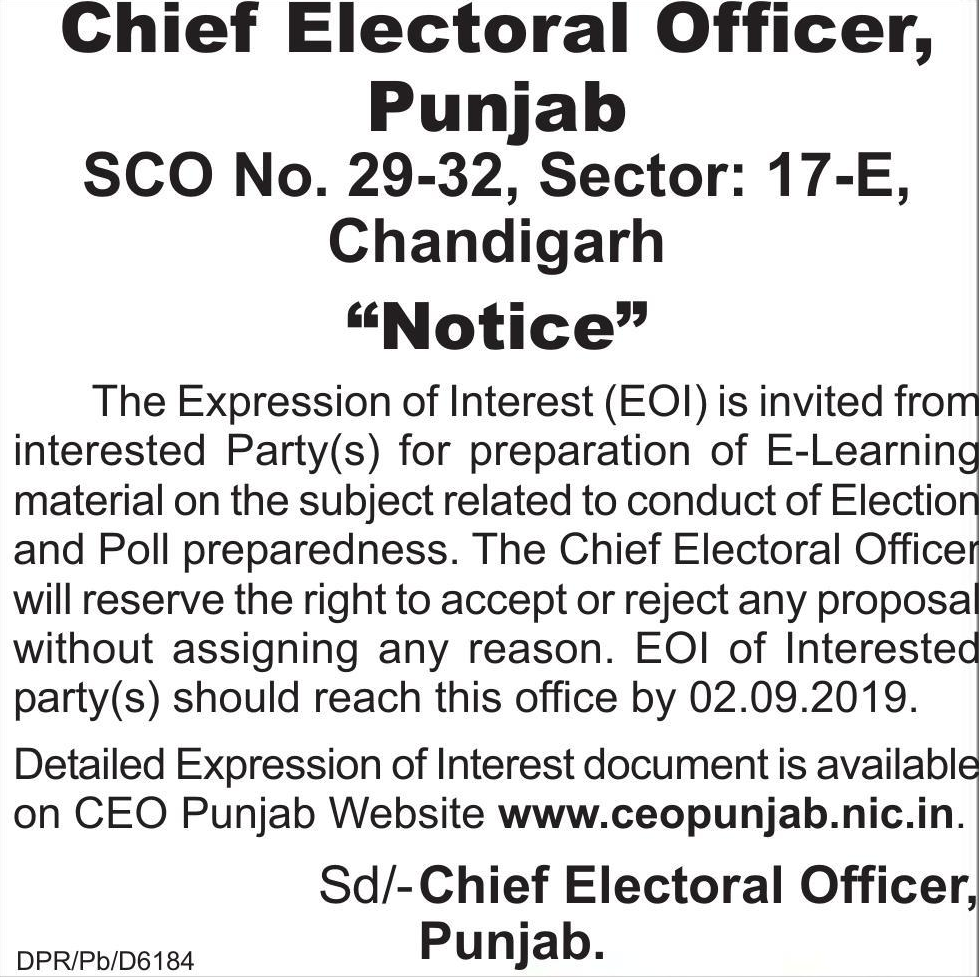 Chief Electoral Officer,
Punjab
SCO No. 29-32, Sector: 17-E,
Chandigarh
“Notice”
The Expression of Interest (EOI) is invited from
interested Party(s) for preparation of E-Learning
material on the subject related to conduct of Election
and Poll preparedness. The Chief Electoral Officer
will reserve the right to accept or reject any proposal
without assigning any reason. EOI of Interested
party(s) should reach this office by 02.09.2019.
Detailed Expression of Interest document is available
on CEO Punjab Website www.ceopunjab.nic.in.
Sd/-Chief Electoral Officer,
Punjab.
DPR/Pb/D6184